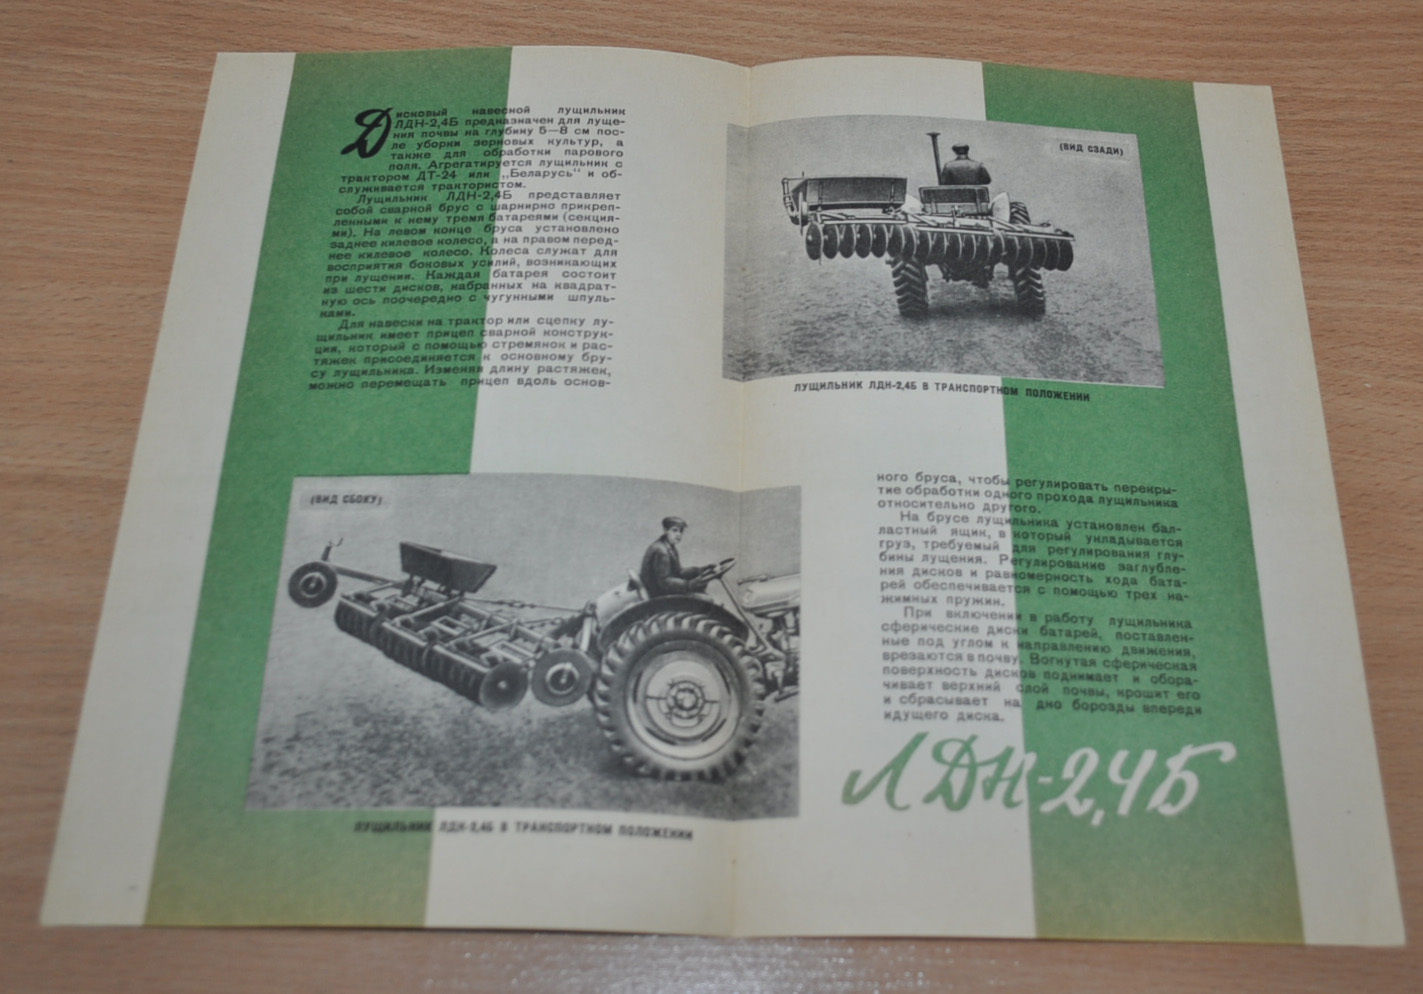 Дисковый навесной лущильник
ЛДН-2,4Б предназначен для луще-
ния почвы на глубину 5—8 см пос-
ле уборки зерновых культур, а
также для обработки парового
поля. Агрегатируется лущильник с
трактором ДТ-24 или „Беларусь“ и об-
служивается трактористом.
Лущильник ЛДН-2,4Б представляет
собой сварной брус с шарнирно прикреп-
ленными к нему тремя батареями (секция-
ми). На левом конце бруса установлено
заднее килевое колесо, а на правом перед-
нее килевое колесо. Колеса служат для
восприятия боковых усилий, возникающих
при лущении. Каждая батарея состоит
из шести дисков, набранных на квадрат-
ную ось поочередно с чугунными шпуль-
ками.
Для навески на трактор или сцепку лу-
щильник имеет прицеп сварной конструк-
ции, который с помощью стремянок и рас-
тяжек присоединяется к основному бру-
су лущильника. Изменяя длину растяжек,
можно перемещать прицеп вдоль основ-
(ВИД СБОКУ)
ЛУЩИЛЬНИК ЛДН-2,4Б В ТРАНСПОРТНОМ ПОЛОЖЕНИИ
(ВИД СЗАДИ)
ЛУЩИЛЬНИК ЛДН-2,4Б В ТРАНСПОРТНОМ ПОЛОЖЕНИИ
ного бруса, чтобы регулировать перекры-
тие обработки одного прохода лущильника
относительно другого.
На брусе лущильника установлен бал-
ластный ящик, в который укладывается
груз, требуемый для регулирования глу-
бины лущения. Регулирование заглубле-
ния дисков и равномерность хода бата-
рей обеспечивается с помощью трех на-
жимных пружин.
При включении в работу лущильника
сферические диски батарей, поставлен-
ные под углом к направлению движения,
врезаются в почву. Вогнутая сферическая
поверхность дисков поднимает и обора-
чивает верхний слой почвы, крошит его
и сбрасывает на дно борозды впереди
идущего диска.
ЛДН-2,4Б